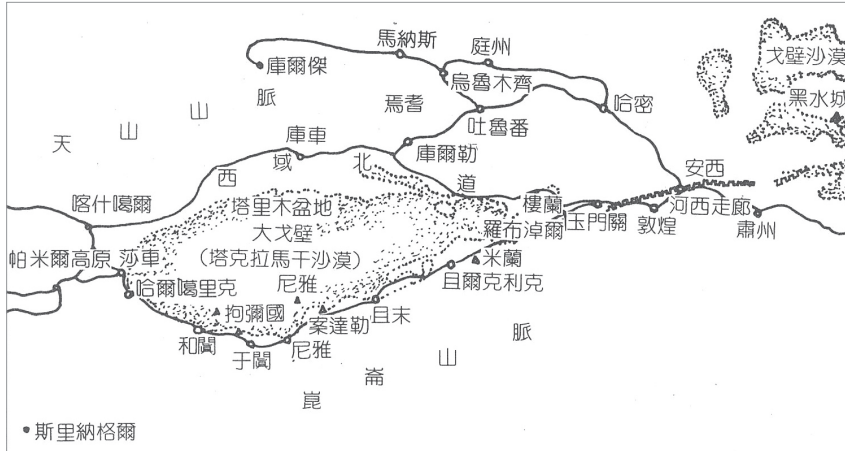 馬納斯
庭州
庫爾傑
烏魯木齊
戈壁沙漠
黑水城
焉耆
吐魯番
哈密
天山山脈
庫車
庫爾勒
西域北道
安西
喀什噶爾
塔里木盆地
樓蘭
玉門關
敦煌
河西走廊
肅州
大戈壁
羅布淖爾
帕米爾高原
莎車
(塔克拉馬干沙漠)
米蘭
哈爾噶里克
尼雅
且爾克利克
拘彌國
案達勒
且末
和闐
于闐
尼雅
崑崙山脈
斯里納格爾